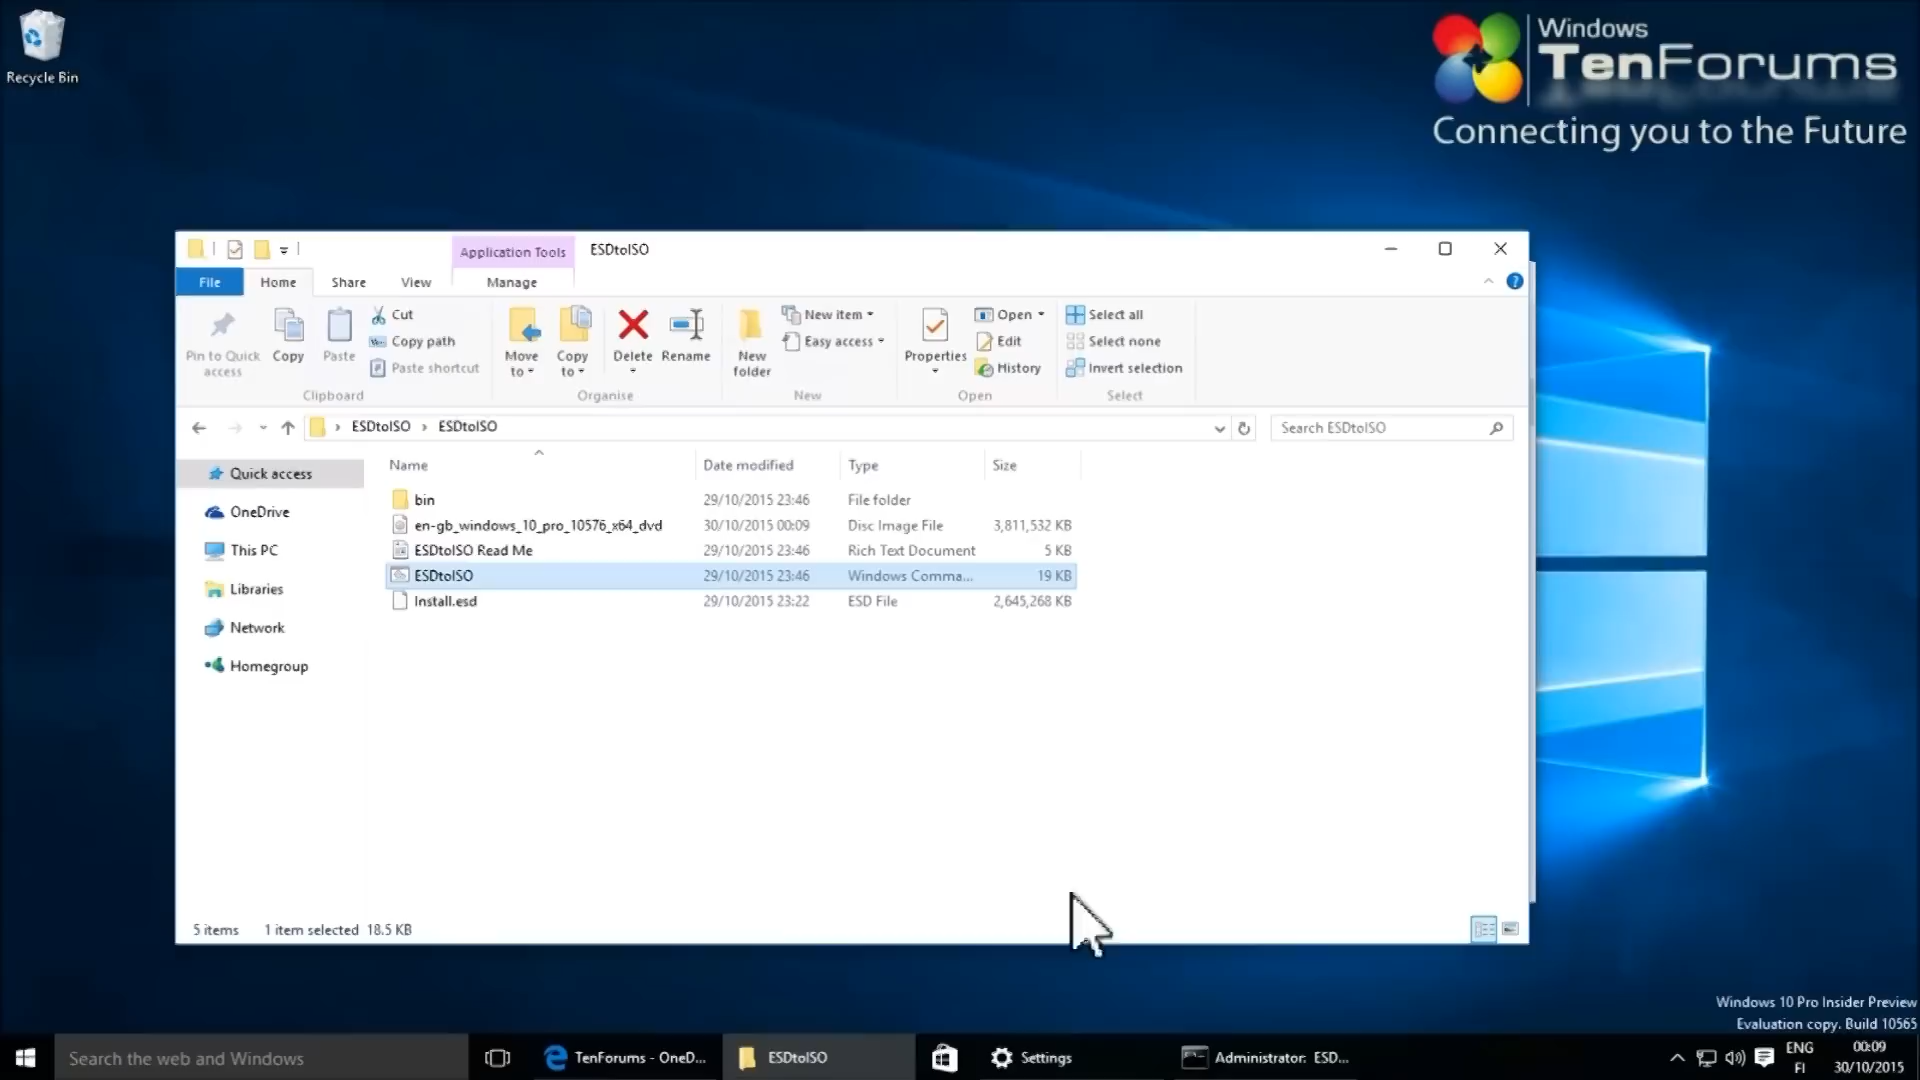 Recycle Bin
Windows
TenForums
Connecting you to the Future
Application Tools
ESDtoISO
File
Home
Share
View
Manage
Pin to Quick access
Copy
Paste
Cut
Copy path
Paste shortcut
Clipboard
Move to
Copy to
Delete
Rename
Organise
New folder
New item
Easy access
New
Properties
Open
Edit
History
Open
Select all
Select none
Invert selection
Select
ESDtoISO > ESDtoISO
Search ESDtoISO
Quick access
OneDrive
This PC
Libraries
Network
Homegroup
Name Date modified Type Size
bin 29/10/2015 23:46 File folder
en-gb_windows_10_pro_10576_x64_dvd 30/10/2015 00:09 Disc Image File 3,811,532 KB
ESDtoISO Read Me 29/10/2015 23:46 Rich Text Document 5 KB
ESDtoISO 29/10/2015 23:46 Windows Comma... 19 KB
Install.esd 29/10/2015 23:22 ESD File 2,645,268 KB
5 items 1 item selected 18.5 KB
Windows 10 Pro Insider Preview
Evaluation copy. Build 10565
Search the web and Windows
TenForums - OneD...
ESDtoISO
Settings
Administrator: ESD...
ENG
FI
00:09
30/10/2015